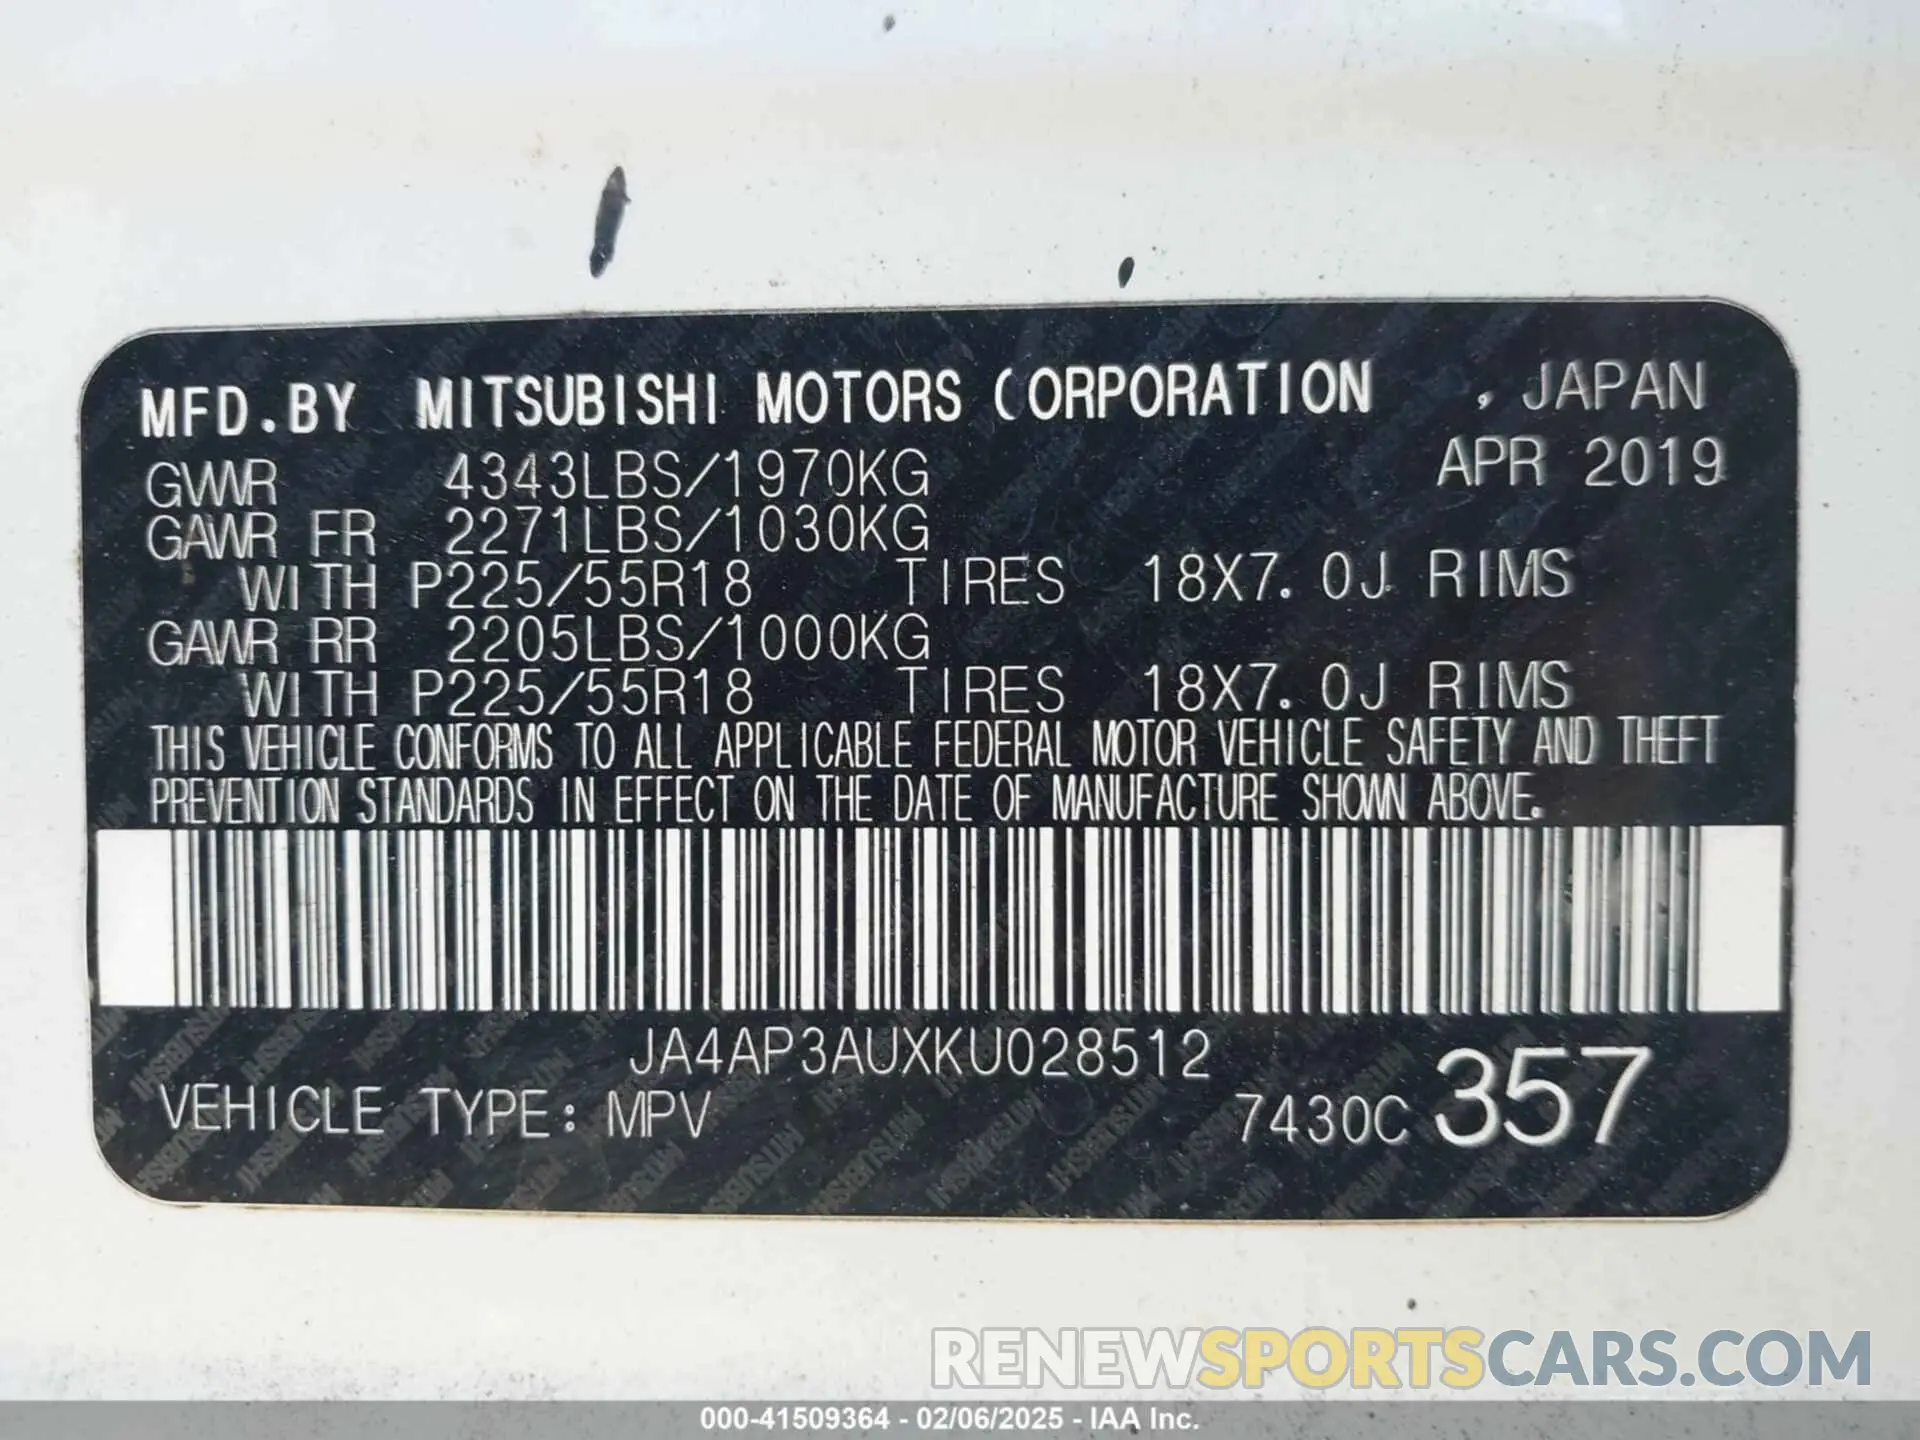 MFD.BY MITSUBISHI MOTORS CORPORATION , JAPAN
GVWR 4343LBS/1970KG APR 2019
GAWR FR 2271LBS/1030KG
WITH P225/55R18 TIRES 18X7.0J RIMS
GAWR RR 2205LBS/1000KG
WITH P225/55R18 TIRES 18X7.0J RIMS
THIS VEHICLE CONFORMS TO ALL APPLICABLE FEDERAL MOTOR VEHICLE SAFETY AND THEFT
PREVENTION STANDARDS IN EFFECT ON THE DATE OF MANUFACTURE SHOWN ABOVE.
JA4AP3AUXKU028512
VEHICLE TYPE: MPV 7430C 357
RENEWSPORTSCARS.COM
000-41509364 - 02/06/2025 - IAA Inc.